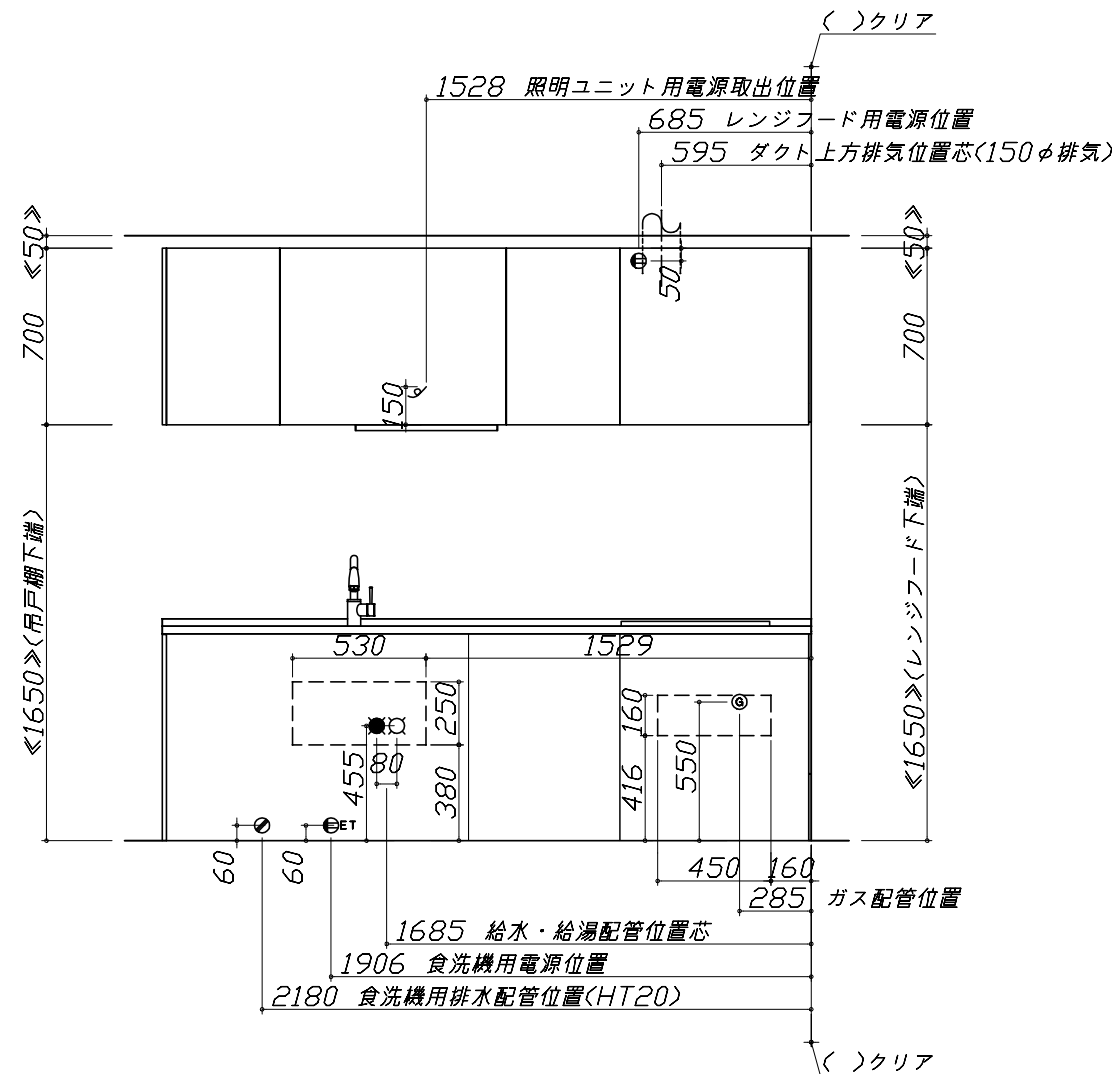 ( )クリア
1528 照明ユニット用電源取出位置
685 レンジフード用電源位置
595 ダクト上方排気位置芯(150φ排気)
≪50≫
≪50≫
50
700
700
150
≪1650≫(吊戸棚下端)
≪1650≫(レンジフード下端)
530
1529
250
160
G
455
80
380
416
550
ET
60
60
450
160
285 ガス配管位置
1685 給水・給湯配管位置芯
1906 食洗機用電源位置
2180 食洗機用排水配管位置(HT20)
( )クリア